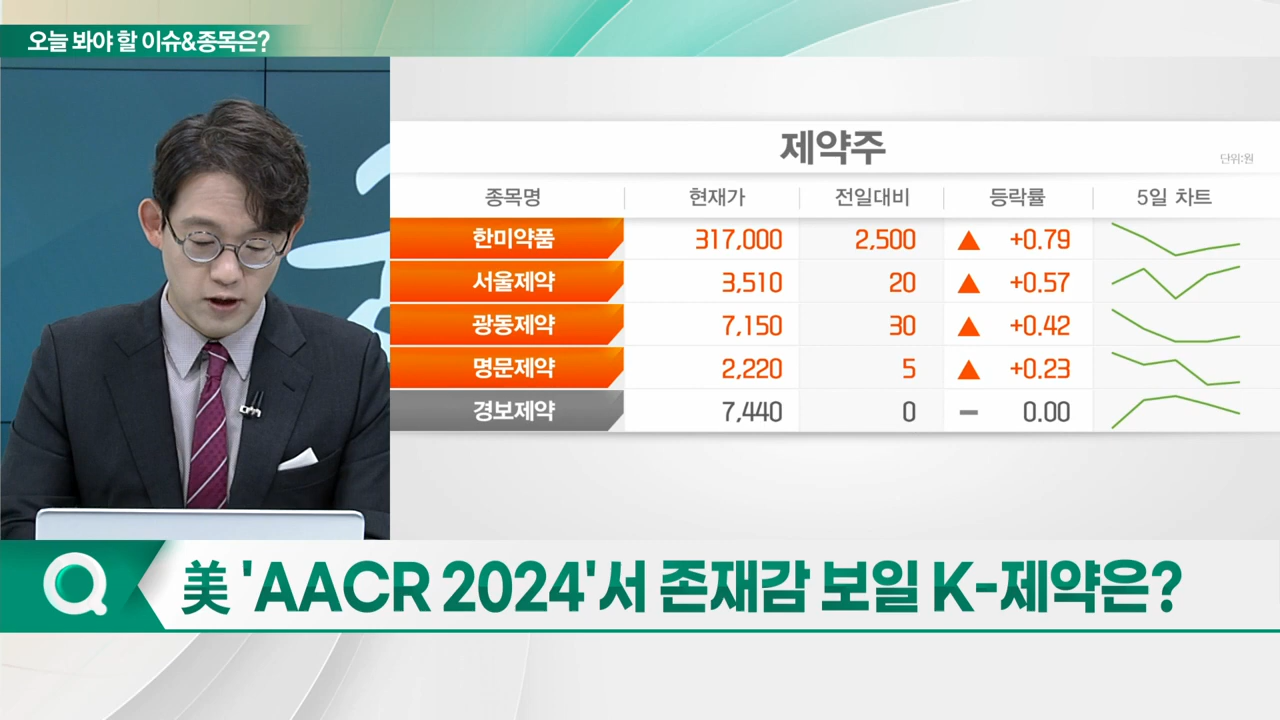 오늘 봐야 할 이슈&종목은?
제약주
단위:원
종목명 현재가 전일대비 등락률 5일 차트
한미약품 317,000 2,500 ▲ +0.79
서울제약 3,510 20 ▲ +0.57
광동제약 7,150 30 ▲ +0.42
명문제약 2,220 5 ▲ +0.23
경보제약 7,440 0 – 0.00
美 'AACR 2024'서 존재감 보일 K-제약은?